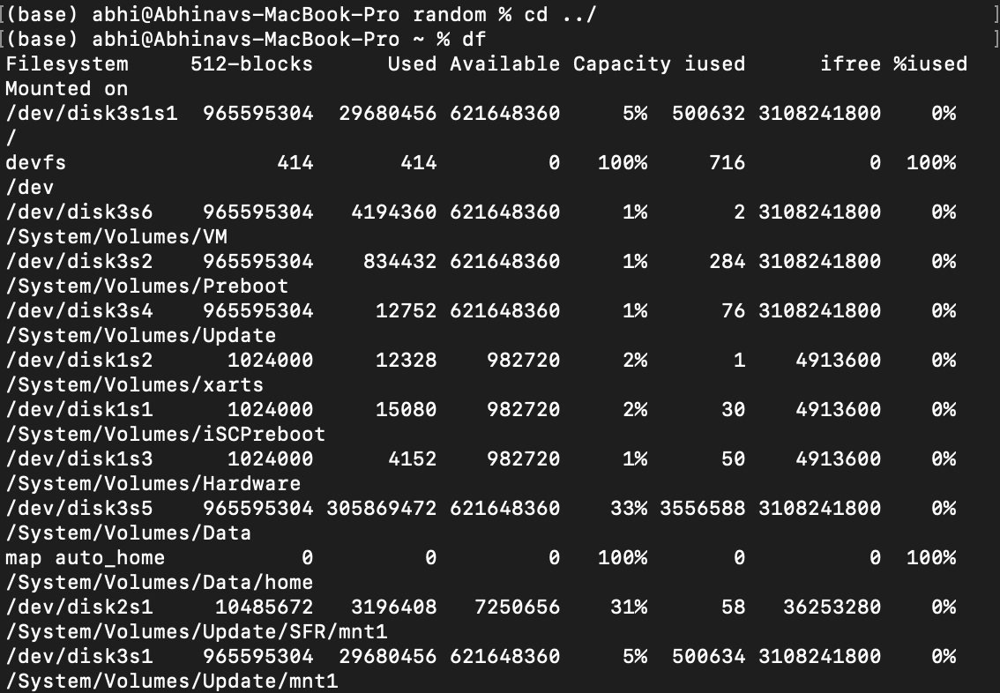 [(base) abhi@Abhinavs-MacBook-Pro random % cd ../ ]
[(base) abhi@Abhinavs-MacBook-Pro ~ % df ]
Filesystem     512-blocks      Used Available Capacity iused      ifree %iused
Mounted on
/dev/disk3s1s1  965595304  29680456 621648360     5%  500632 3108241800    0%
/
devfs                 414       414         0   100%     716          0  100%
/dev
/dev/disk3s6    965595304   4194360 621648360     1%       2 3108241800    0%
/System/Volumes/VM
/dev/disk3s2    965595304    834432 621648360     1%     284 3108241800    0%
/System/Volumes/Preboot
/dev/disk3s4    965595304     12752 621648360     1%      76 3108241800    0%
/System/Volumes/Update
/dev/disk1s2      1024000     12328    982720     2%       1    4913600    0%
/System/Volumes/xarts
/dev/disk1s1      1024000     15080    982720     2%      30    4913600    0%
/System/Volumes/iSCPreboot
/dev/disk1s3      1024000      4152    982720     1%      50    4913600    0%
/System/Volumes/Hardware
/dev/disk3s5    965595304 305869472 621648360    33% 3556588 3108241800    0%
/System/Volumes/Data
map auto_home           0         0         0   100%       0          0  100%
/System/Volumes/Data/home
/dev/disk2s1     10485672   3196408   7250656    31%      58   36253280    0%
/System/Volumes/Update/SFR/mnt1
/dev/disk3s1    965595304  29680456 621648360     5%  500634 3108241800    0%
/System/Volumes/Update/mnt1